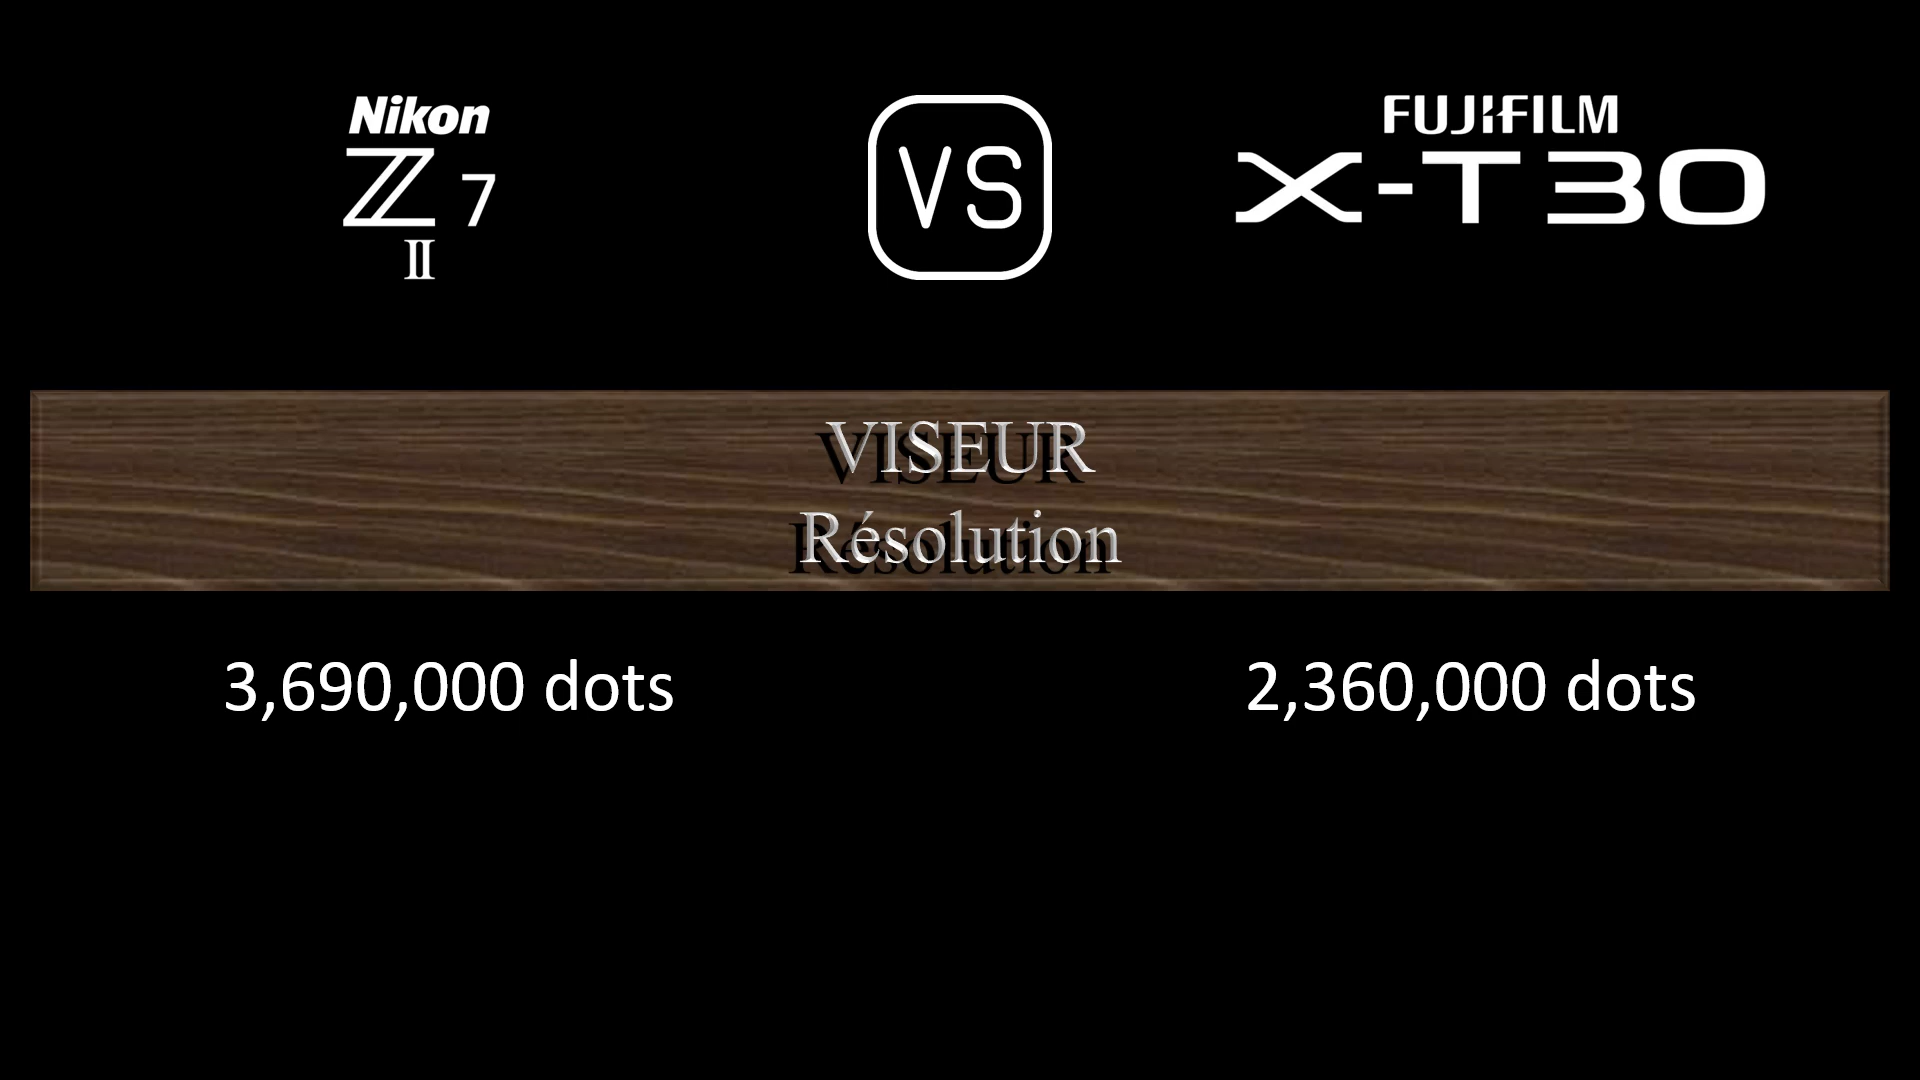 Nikon
Z 7
II
VS
FUJIFILM
X-T30
VISEUR
Résolution
3,690,000 dots
2,360,000 dots